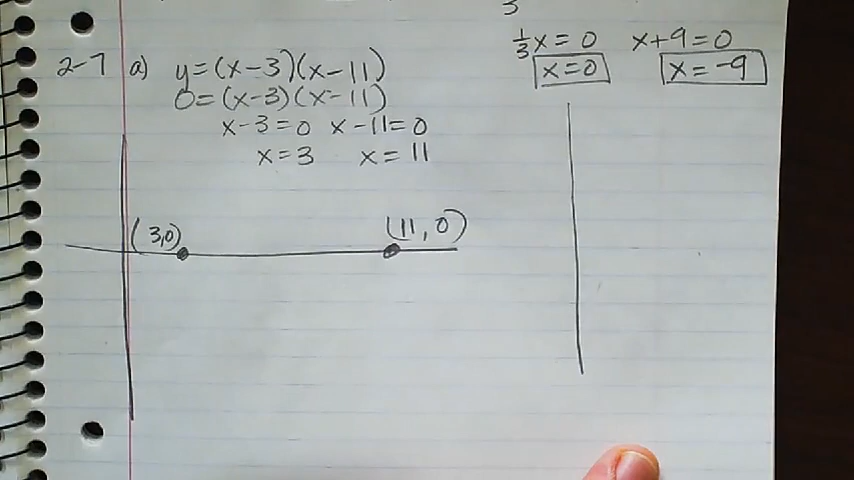 2-7 a) y=(x-3)(x-11)
0=(x-3)(x-11)
x-3=0 x-11=0
x=3 x=11
(3,0) (11,0)
3
1/3x=0 x+9=0
x=0 x=-9